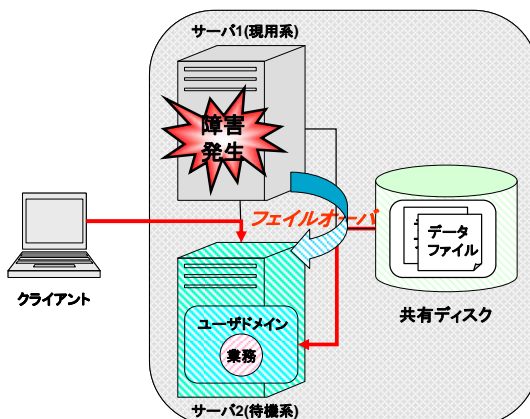 サーバ1(現用系)
障害
発生
フェイルオーバ
データ
ファイル
クライアント
共有ディスク
ユーザドメイン
業務
サーバ2(待機系)